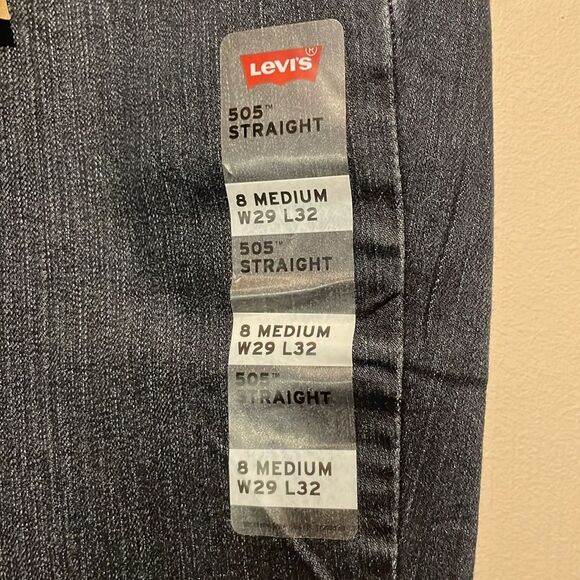 LEVI'S ®
505™
STRAIGHT
8 MEDIUM
W29 L32
505™
STRAIGHT
8 MEDIUM
W29 L32
505™
STRAIGHT
8 MEDIUM
W29 L32